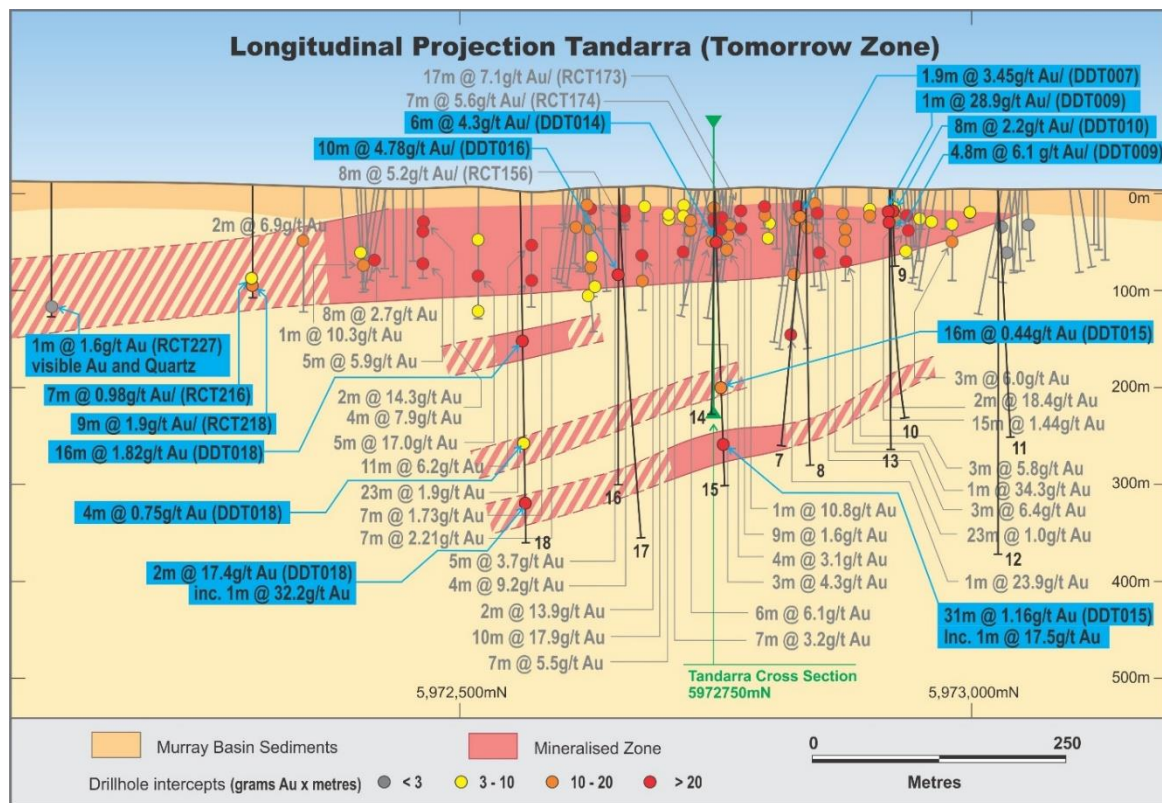 Longitudinal Projection Tandarra (Tomorrow Zone)
17m @ 7.1g/t Au/ (RCT173)
7m @ 5.6g/t Au/ (RCT174)
6m @ 4.3g/t Au/ (DDT014)
10m @ 4.78g/t Au/ (DDT016)
8m @ 5.2g/t Au/ (RCT156)
1.9m @ 3.45g/t Au/ (DDT007)
1m @ 28.9g/t Au/ (DDT009)
8m @ 2.2g/t Au/ (DDT010)
4.8m @ 6.1 g/t Au/ (DDT009)
0m
100m
200m
300m
400m
500m
2m @ 6.9g/t Au
1m @ 1.6g/t Au (RCT227)
visible Au and Quartz
7m @ 0.98g/t Au/ (RCT216)
9m @ 1.9g/t Au/ (RCT218)
16m @ 1.82g/t Au (DDT018)
4m @ 0.75g/t Au (DDT018)
2m @ 17.4g/t Au (DDT018)
inc. 1m @ 32.2g/t Au
8m @ 2.7g/t Au
1m @ 10.3g/t Au
5m @ 5.9g/t Au
2m @ 14.3g/t Au
4m @ 7.9g/t Au
5m @ 17.0g/t Au
11m @ 6.2g/t Au
23m @ 1.9g/t Au
7m @ 1.73g/t Au
7m @ 2.21g/t Au
5m @ 3.7g/t Au
4m @ 9.2g/t Au
2m @ 13.9g/t Au
10m @ 17.9g/t Au
7m @ 5.5g/t Au
18
16
17
14
15
7
8
13
9
10
11
12
16m @ 0.44g/t Au (DDT015)
3m @ 6.0g/t Au
2m @ 18.4g/t Au
15m @ 1.44g/t Au
3m @ 5.8g/t Au
1m @ 34.3g/t Au
3m @ 6.4g/t Au
23m @ 1.0g/t Au
1m @ 23.9g/t Au
1m @ 10.8g/t Au
9m @ 1.6g/t Au
4m @ 3.1g/t Au
3m @ 4.3g/t Au
6m @ 6.1g/t Au
7m @ 3.2g/t Au
31m @ 1.16g/t Au (DDT015)
Inc. 1m @ 17.5g/t Au
Tandarra Cross Section
5972750mN
5,972,500mN
5,973,000mN
Murray Basin Sediments
Mineralised Zone
0
250
Metres
Drillhole intercepts (grams Au x metres)
< 3
3 - 10
10 - 20
> 20